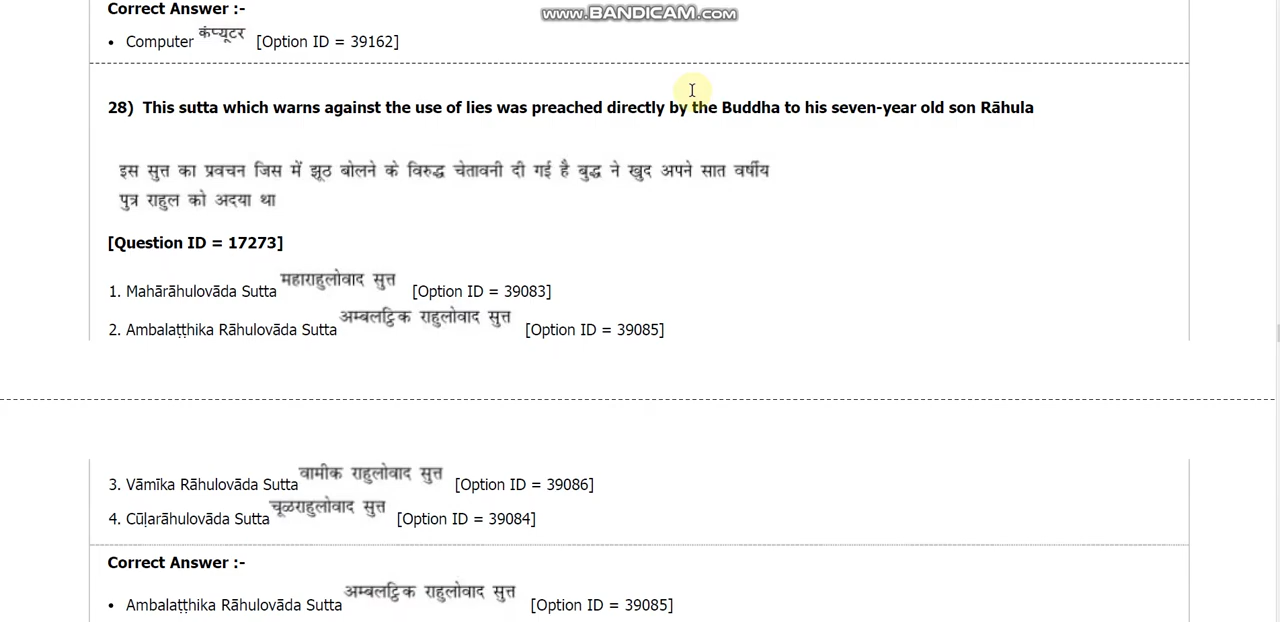 Correct Answer :-
www.BANDICAM.com
• Computer कंप्यूटर [Option ID = 39162]
28) This sutta which warns against the use of lies was preached directly by the Buddha to his seven-year old son Rāhula
इस सुत्त का प्रवचन जिस में झूठ बोलने के विरुद्ध चेतावनी दी गई है बुद्ध ने खुद अपने सात वर्षीय
पुत्र राहुल को अदया था
[Question ID = 17273]
1. Mahārāhulovāda Sutta महाराहुलोवाद सुत्त [Option ID = 39083]
2. Ambalaṭṭhika Rāhulovāda Sutta अम्बलट्ठिक राहुलोवाद सुत्त [Option ID = 39085]
3. Vāmīka Rāhulovāda Sutta वामीक राहुलोवाद सुत्त [Option ID = 39086]
4. Cūḷarāhulovāda Sutta चूळराहुलोवाद सुत्त [Option ID = 39084]
Correct Answer :-
• Ambalaṭṭhika Rāhulovāda Sutta अम्बलट्ठिक राहुलोवाद सुत्त [Option ID = 39085]